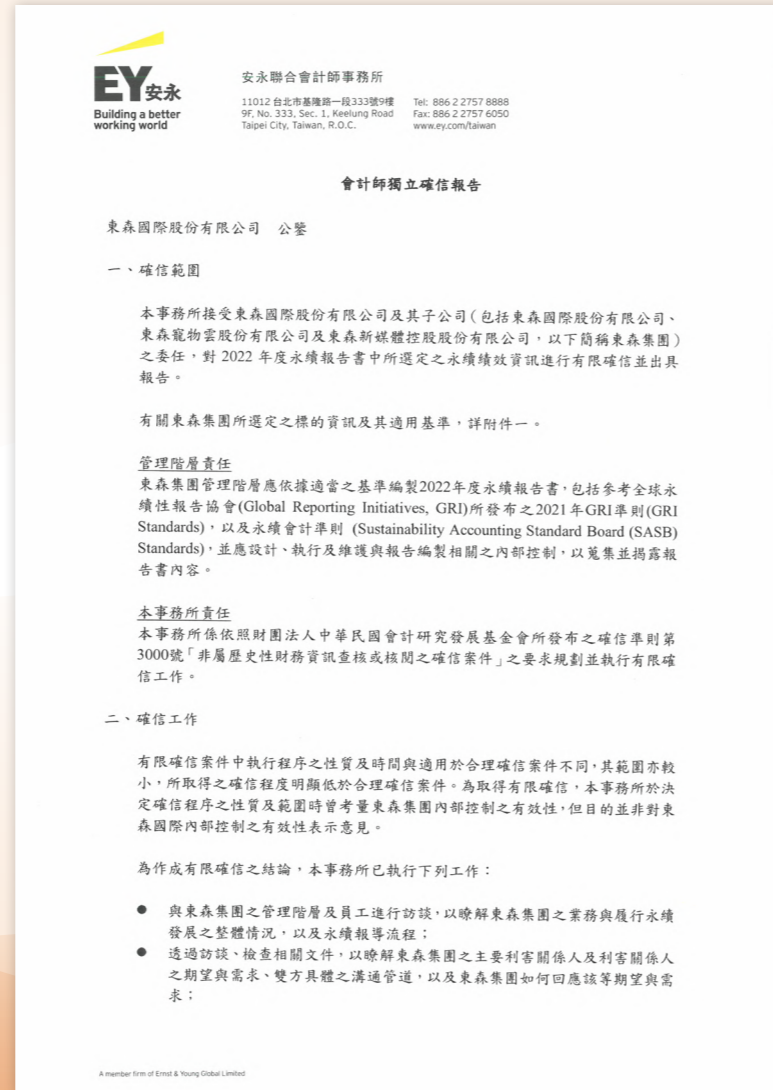 EY安永
Building a better
working world
安永聯合會計師事務所
11012 台北市基隆路一段333號9樓
9F, No. 333, Sec. 1, Keelung Road
Taipei City, Taiwan, R.O.C.
Tel: 886 2 2757 8888
Fax: 886 2 2757 6050
www.ey.com/taiwan
會計師獨立確信報告
東森國際股份有限公司　公鑒
一、確信範圍
本事務所接受東森國際股份有限公司及其子公司(包括東森國際股份有限公司、
東森寵物雲股份有限公司及東森新媒體控股股份有限公司，以下簡稱東森集團)
之委任，對 2022 年度永續報告書中所選定之永續績效資訊進行有限確信並出具
報告。
有關東森集團所選定之標的資訊及其適用基準，詳附件一。
管理階層責任
東森集團管理階層應依據適當之基準編製2022年度永續報告書，包括參考全球永
續性報告協會(Global Reporting Initiatives, GRI)所發布之2021年GRI準則(GRI
Standards)，以及永續會計準則 (Sustainability Accounting Standard Board (SASB)
Standards)，並應設計、執行及維護與報告編製相關之內部控制，以蒐集並揭露報
告書內容。
本事務所責任
本事務所係依照財團法人中華民國會計研究發展基金會所發布之確信準則第
3000號「非屬歷史性財務資訊查核或核閱之確信案件」之要求規劃並執行有限確
信工作。
二、確信工作
有限確信案件中執行程序之性質及時間與適用於合理確信案件不同，其範圍亦較
小，所取得之確信程度明顯低於合理確信案件。為取得有限確信，本事務所於決
定確信程序之性質及範圍時曾考量東森集團內部控制之有效性，但目的並非對東
森國際內部控制之有效性表示意見。
為作成有限確信之結論，本事務所已執行下列工作：
● 與東森集團之管理階層及員工進行訪談，以瞭解東森集團之業務與履行永續
發展之整體情況，以及永續報導流程；
● 透過訪談、檢查相關文件，以瞭解東森集團之主要利害關係人及利害關係人
之期望與需求、雙方具體之溝通管道，以及東森集團如何回應該等期望與需
求；
A member firm of Ernst & Young Global Limited